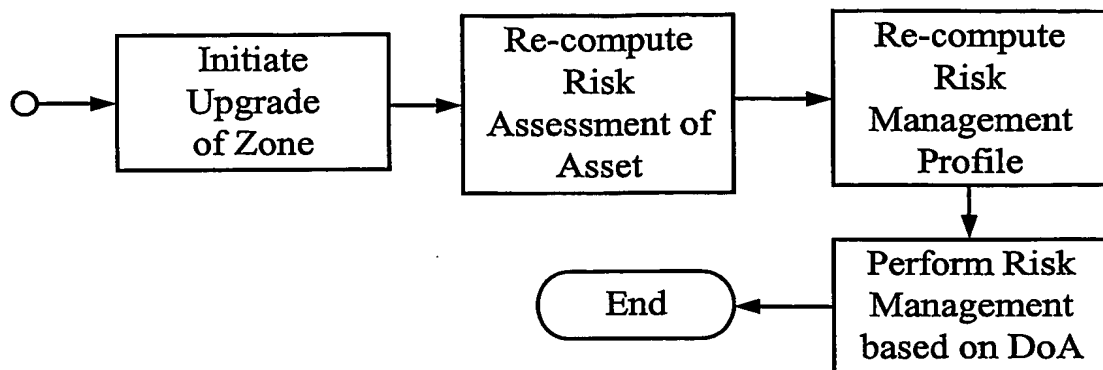 Initiate
Upgrade
of Zone
Re-compute
Risk
Assessment of
Asset
Re-compute
Risk
Management
Profile
Perform Risk
Management
based on DoA
End